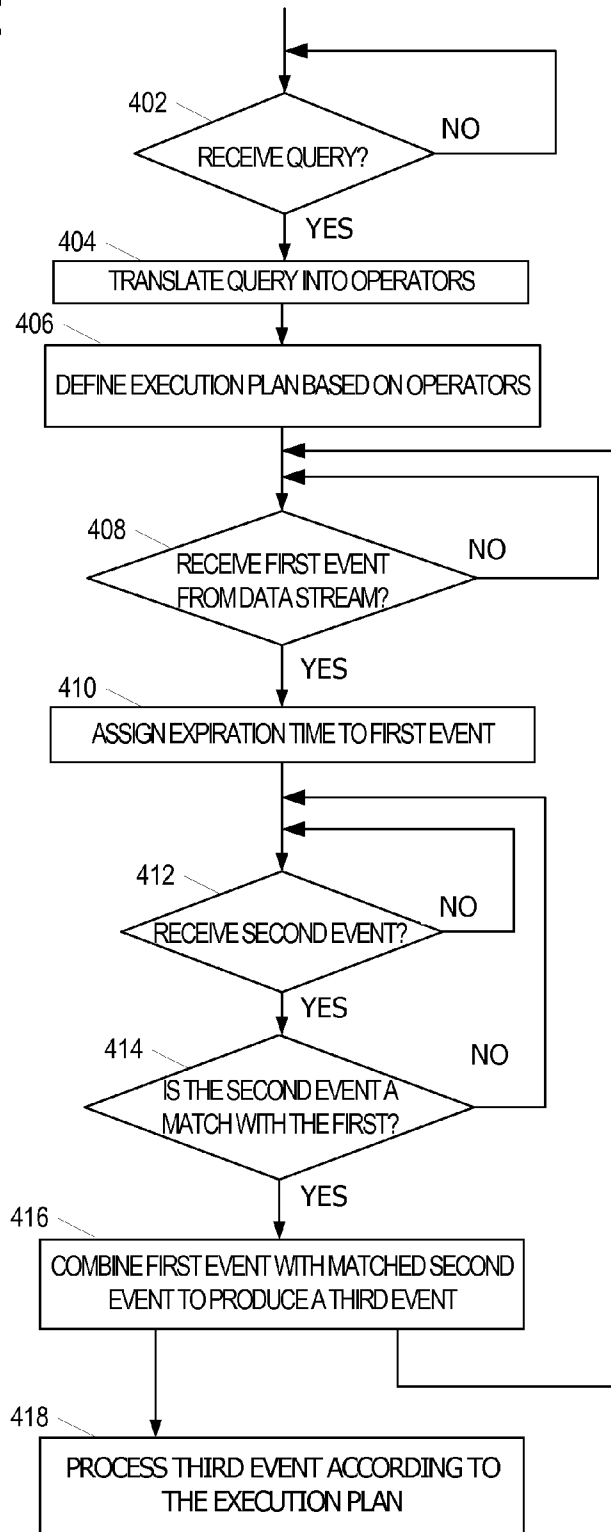 402
NO
RECEIVE QUERY?
YES
404
TRANSLATE QUERY INTO OPERATORS
406
DEFINE EXECUTION PLAN BASED ON OPERATORS
408
NO
RECEIVE FIRST EVENT
FROM DATA STREAM?
YES
410
ASSIGN EXPIRATION TIME TO FIRST EVENT
412
NO
RECEIVE SECOND EVENT?
YES
414
NO
IS THE SECOND EVENT A
MATCH WITH THE FIRST?
YES
416
COMBINE FIRST EVENT WITH MATCHED SECOND
EVENT TO PRODUCE A THIRD EVENT
418
PROCESS THIRD EVENT ACCORDING TO
THE EXECUTION PLAN